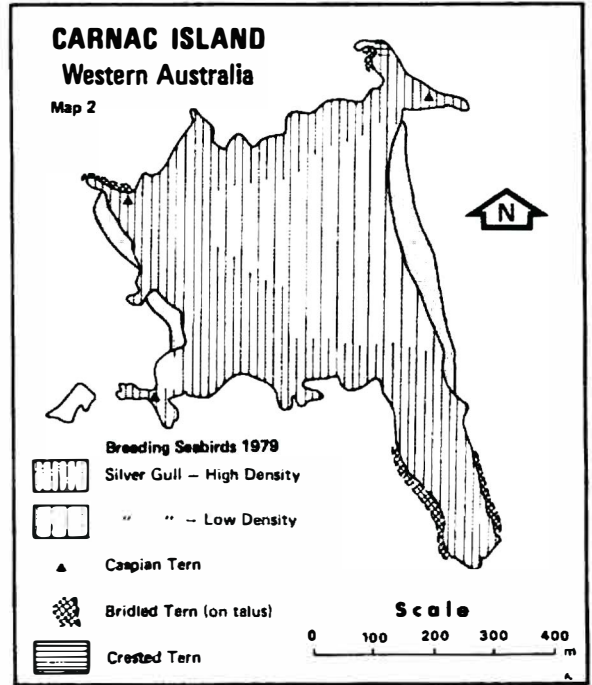 CARNAC ISLAND
Western Australia
Map 2
N
Breeding Seabirds 1979
Silver Gull – High Density
" " – Low Density
Caspian Tern
Bridled Tern (on talus)
Crested Tern
Scale
0 100 200 300 400
m